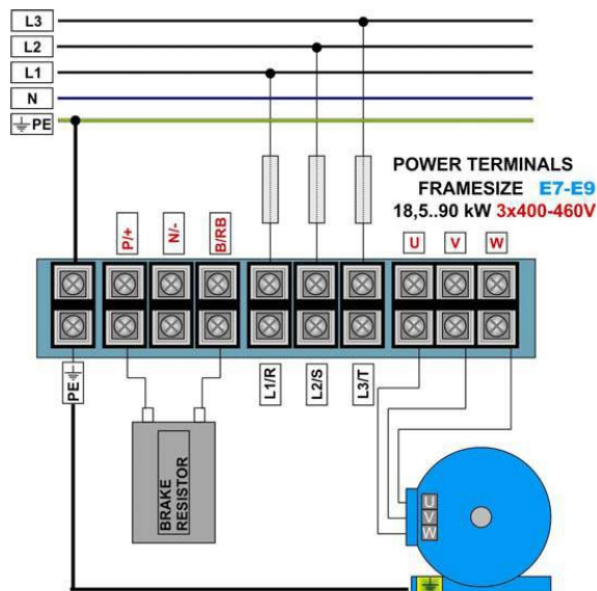 L3
L2
L1
N
⏚ PE
POWER TERMINALS
FRAMESIZE E7-E9
18,5..90 kW 3x400-460V
P/+
N/-
B/RB
U
V
W
PE⏚
L1/R
L2/S
L3/T
BRAKE
RESISTOR
U
V
W